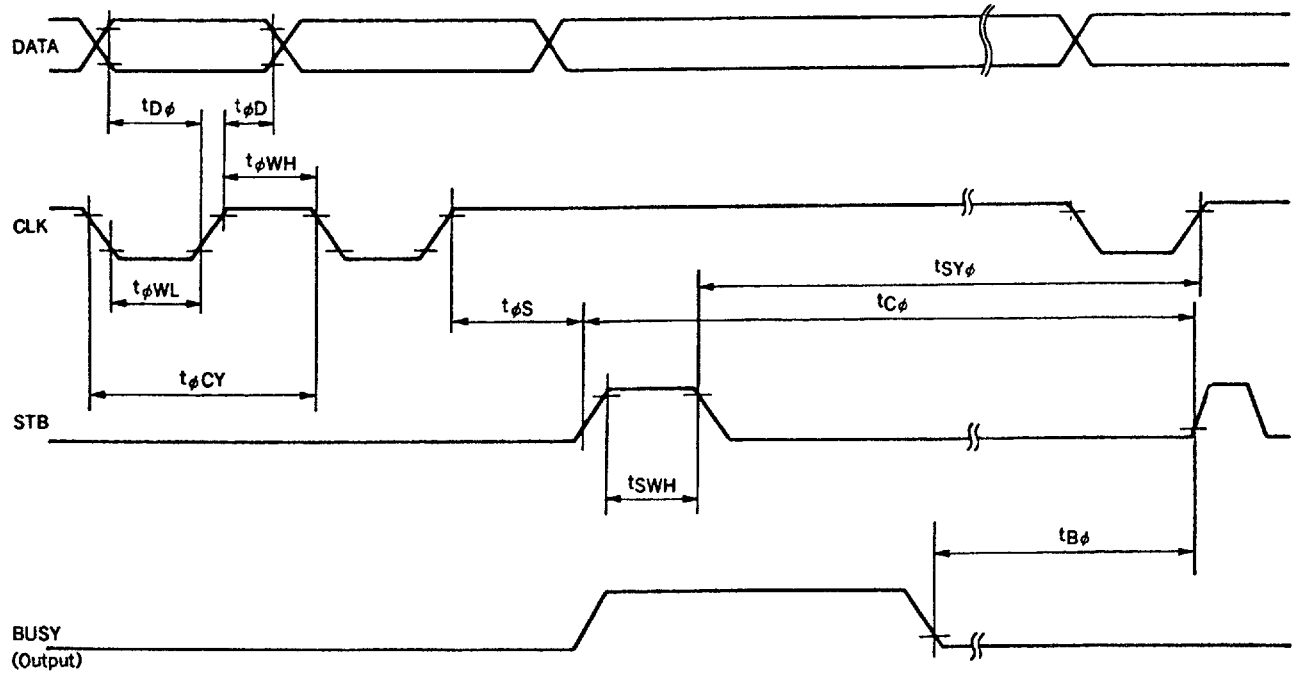 DATA
tDφ
tφD
tφWH
CLK
tφWL
tSYφ
tφS
tCφ
tφCY
STB
tSWH
tBφ
BUSY
(Output)